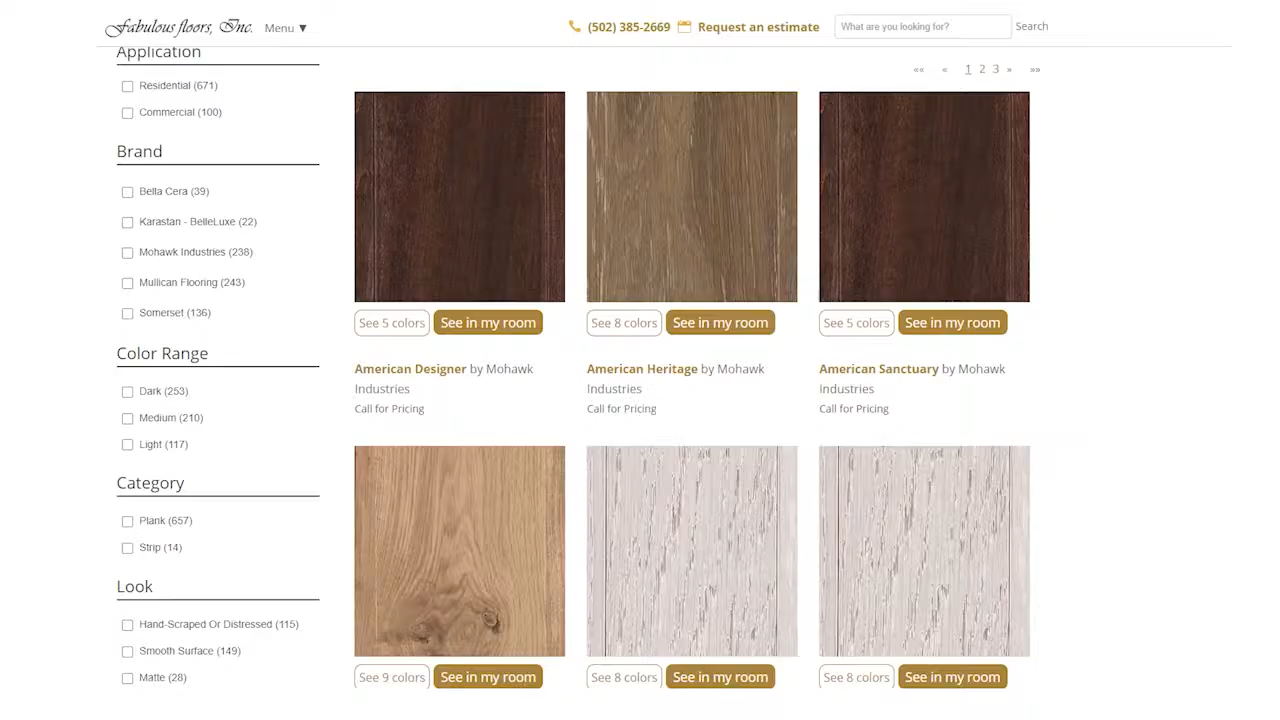 Fabulous floors, Inc. Menu ▼ (502) 385-2669 Request an estimate What are you looking for? Search
Application
Residential (671)
Commercial (100)
Brand
Bella Cera (39)
Karastan - BelleLuxe (22)
Mohawk Industries (238)
Mullican Flooring (243)
Somerset (136)
Color Range
Dark (253)
Medium (210)
Light (117)
Category
Plank (657)
Strip (14)
Look
Hand-Scraped Or Distressed (115)
Smooth Surface (149)
Matte (28)
«« « 1 2 3 » »»
See 5 colors See in my room See 8 colors See in my room See 5 colors See in my room
American Designer by Mohawk Industries
Call for Pricing
American Heritage by Mohawk Industries
Call for Pricing
American Sanctuary by Mohawk Industries
Call for Pricing
See 9 colors See in my room See 8 colors See in my room See 8 colors See in my room